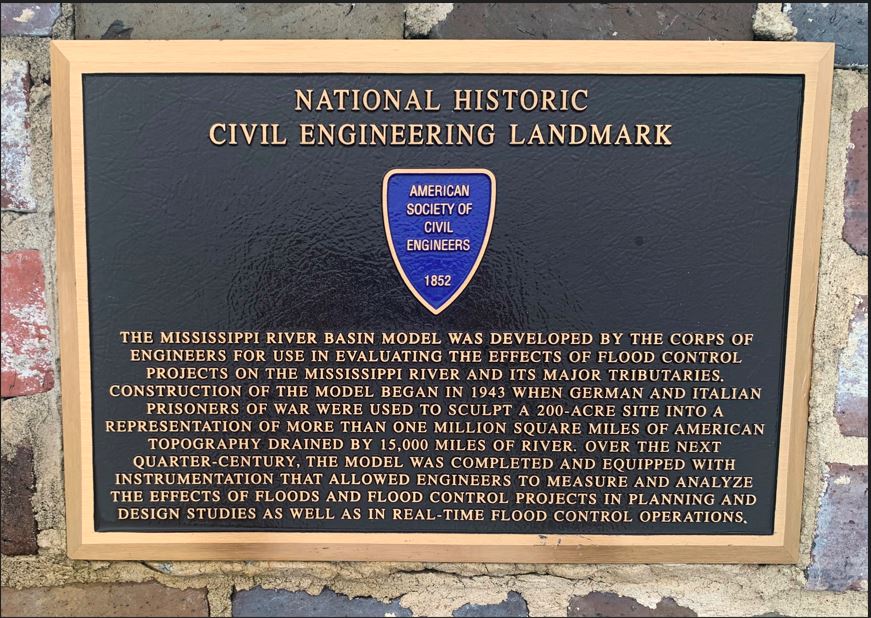 NATIONAL HISTORIC
CIVIL ENGINEERING LANDMARK
AMERICAN
SOCIETY OF
CIVIL
ENGINEERS
1852
THE MISSISSIPPI RIVER BASIN MODEL WAS DEVELOPED BY THE CORPS OF
ENGINEERS FOR USE IN EVALUATING THE EFFECTS OF FLOOD CONTROL
PROJECTS ON THE MISSISSIPPI RIVER AND ITS MAJOR TRIBUTARIES.
CONSTRUCTION OF THE MODEL BEGAN IN 1943 WHEN GERMAN AND ITALIAN
PRISONERS OF WAR WERE USED TO SCULPT A 200-ACRE SITE INTO A
REPRESENTATION OF MORE THAN ONE MILLION SQUARE MILES OF AMERICAN
TOPOGRAPHY DRAINED BY 15,000 MILES OF RIVER. OVER THE NEXT
QUARTER-CENTURY, THE MODEL WAS COMPLETED AND EQUIPPED WITH
INSTRUMENTATION THAT ALLOWED ENGINEERS TO MEASURE AND ANALYZE
THE EFFECTS OF FLOODS AND FLOOD CONTROL PROJECTS IN PLANNING AND
DESIGN STUDIES AS WELL AS IN REAL-TIME FLOOD CONTROL OPERATIONS.